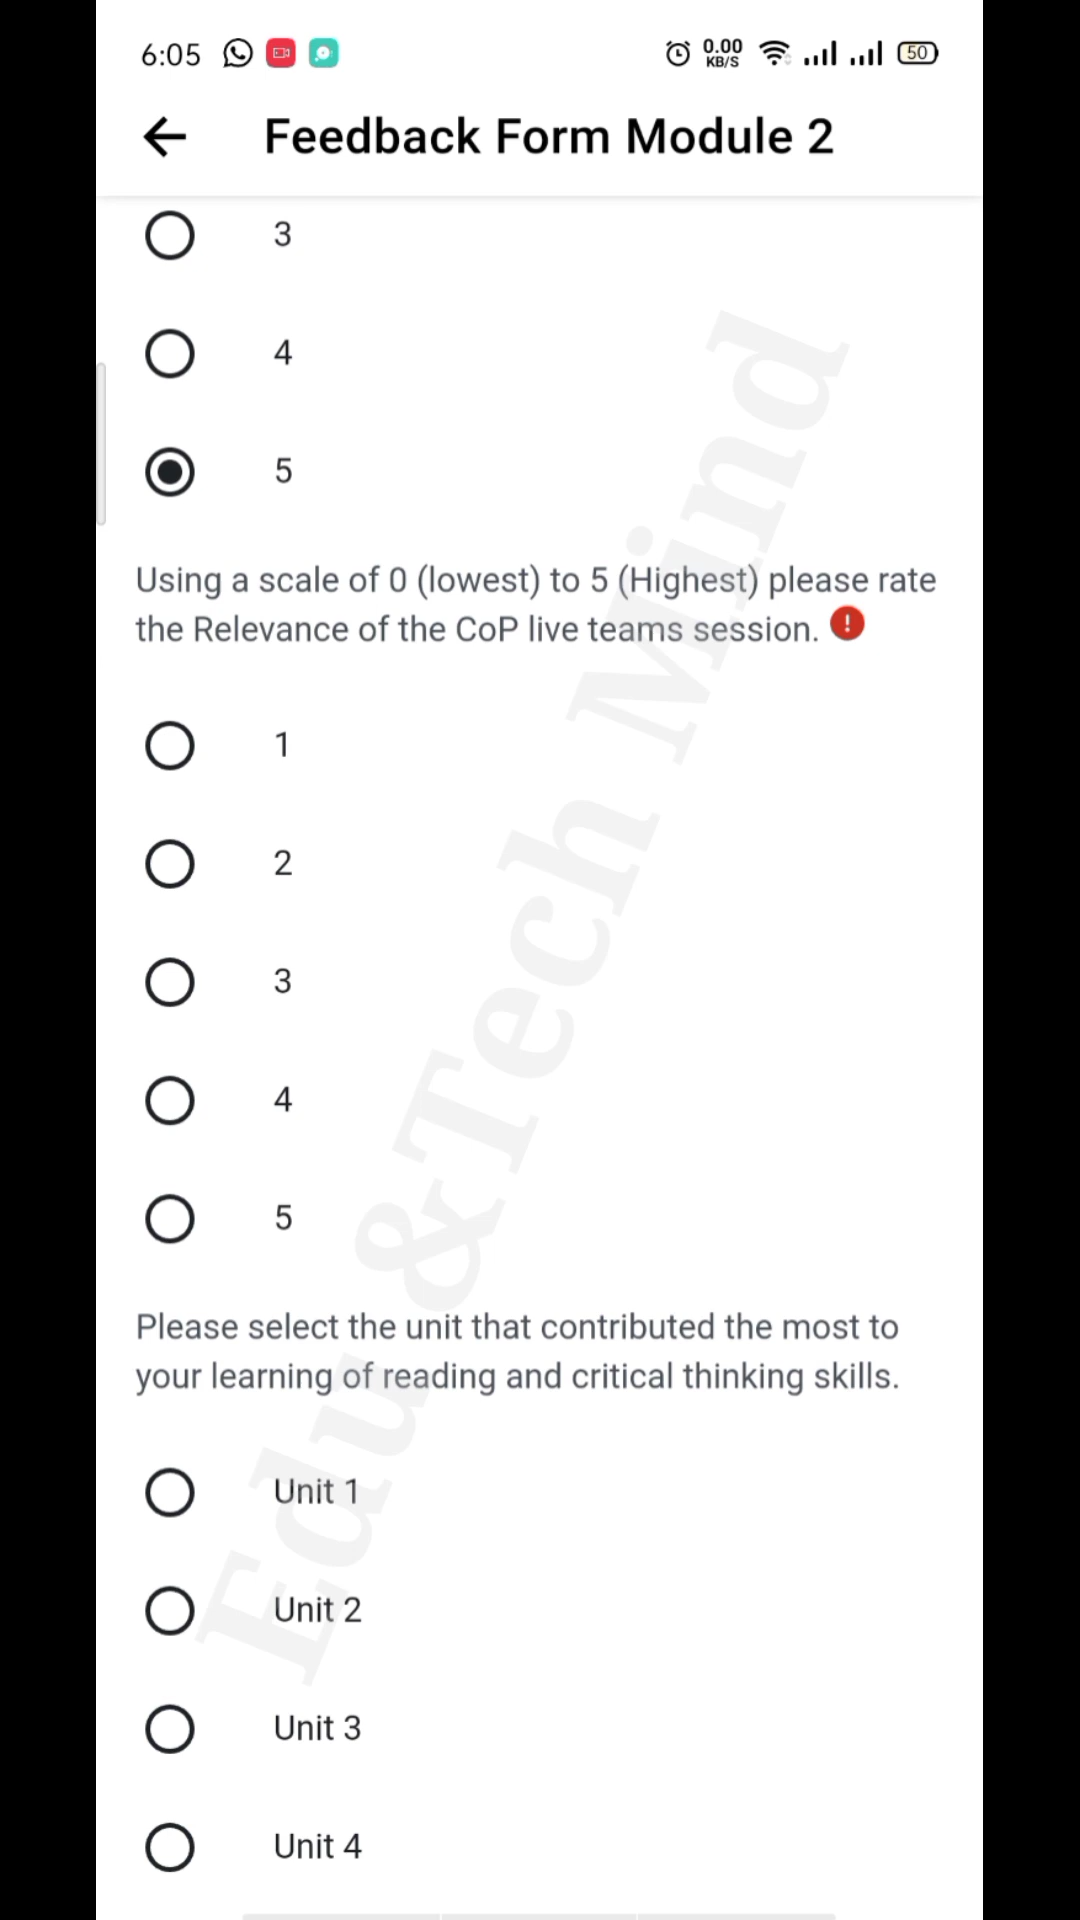 6:05
0.00
KB/S
50
Feedback Form Module 2
3
4
5
Using a scale of 0 (lowest) to 5 (Highest) please rate
the Relevance of the CoP live teams session.
1
2
3
4
5
Please select the unit that contributed the most to
your learning of reading and critical thinking skills.
Unit 1
Unit 2
Unit 3
Unit 4
Edu &Tech Mind